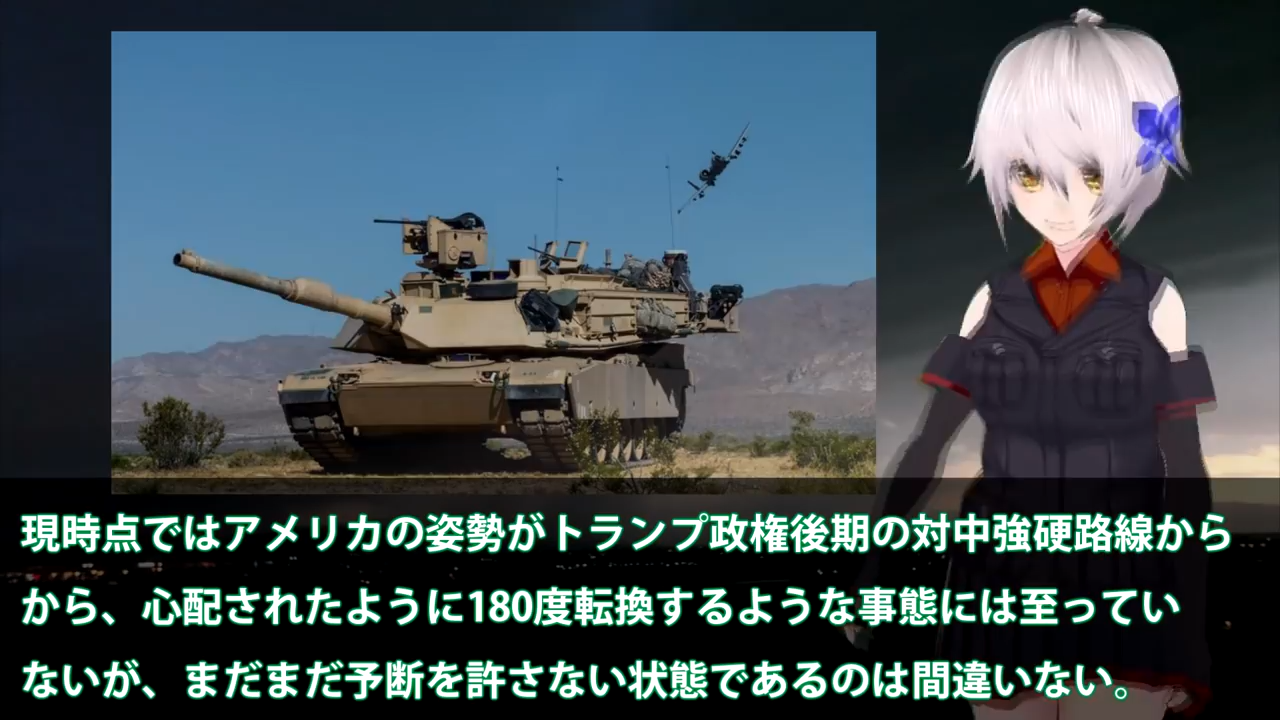 現時点ではアメリカの姿勢がトランプ政権後期の対中強硬路線から
から、心配されたように180度転換するような事態には至ってい
ないが、まだまだ予断を許さない状態であるのは間違いない。